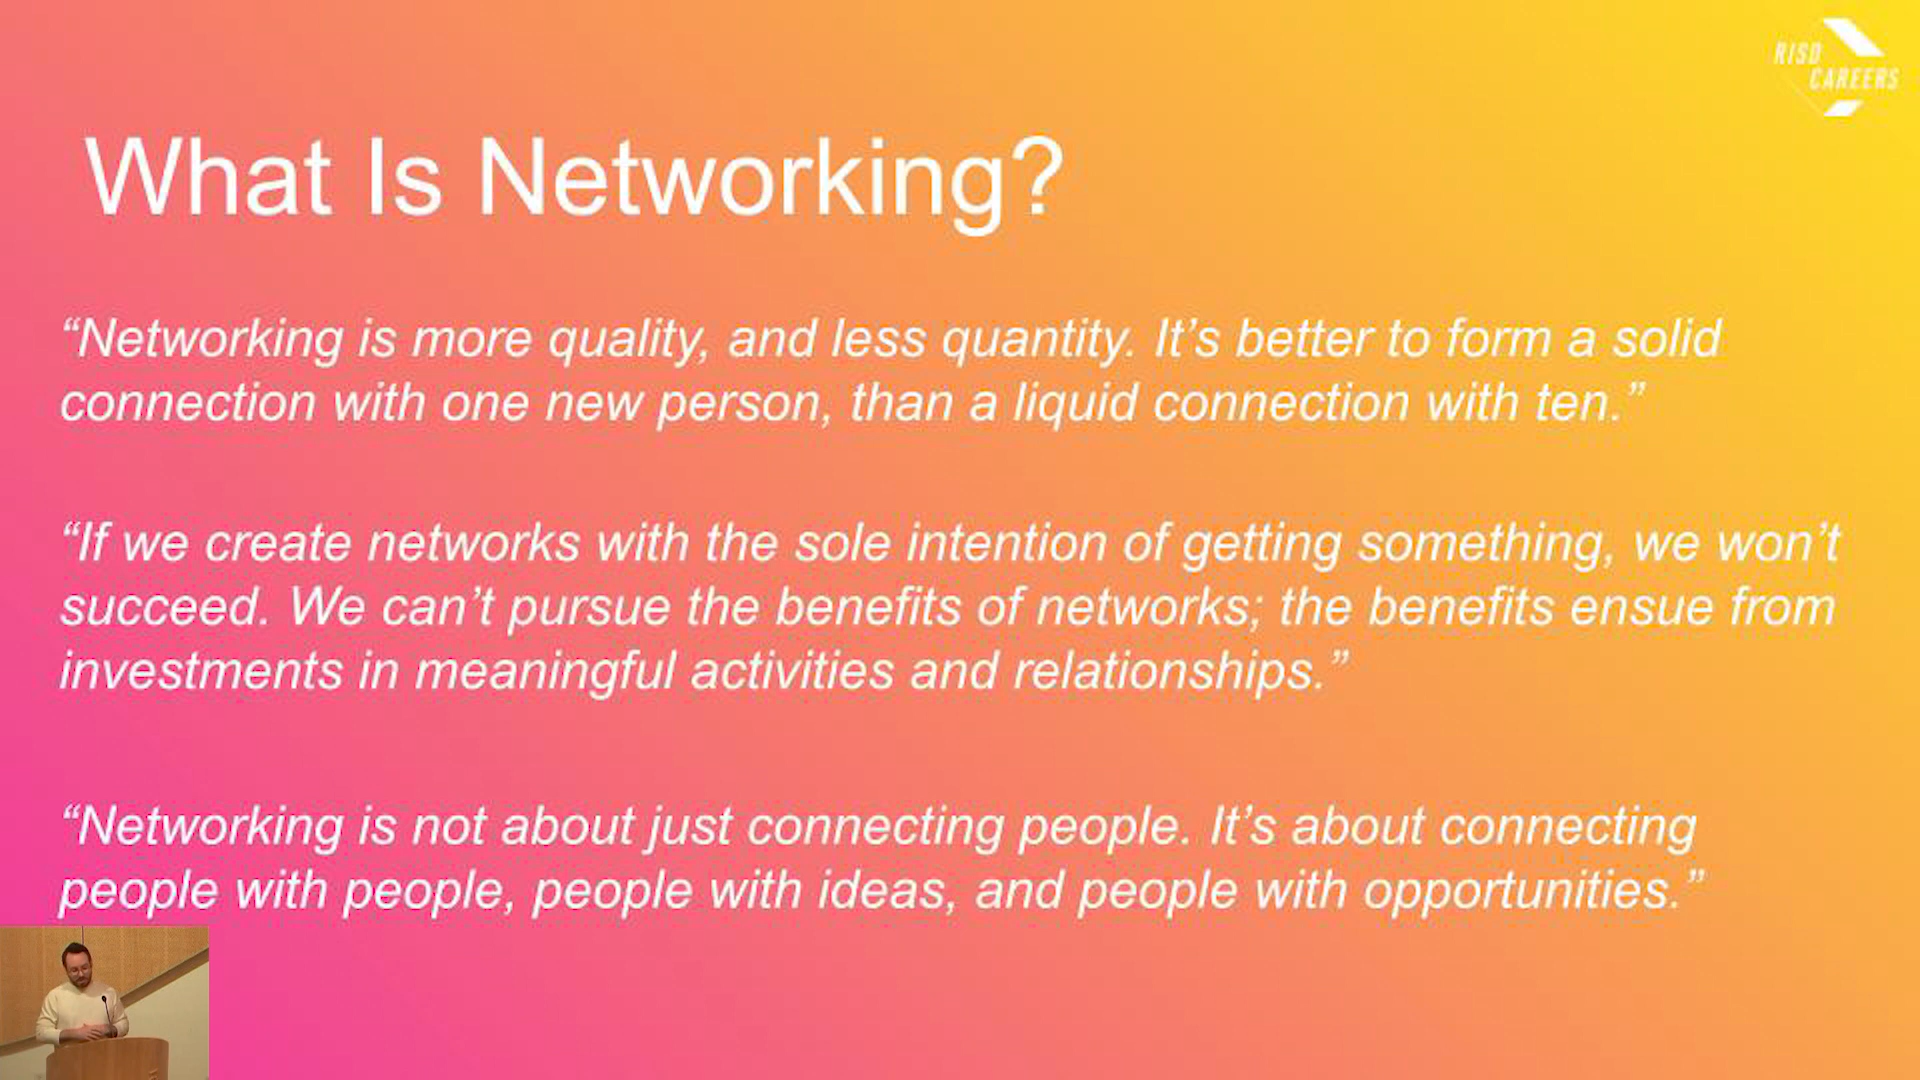 RISD
CAREERS
What Is Networking?
“Networking is more quality, and less quantity. It’s better to form a solid
connection with one new person, than a liquid connection with ten.”
“If we create networks with the sole intention of getting something, we won’t
succeed. We can’t pursue the benefits of networks; the benefits ensue from
investments in meaningful activities and relationships.”
“Networking is not about just connecting people. It’s about connecting
people with people, people with ideas, and people with opportunities.”